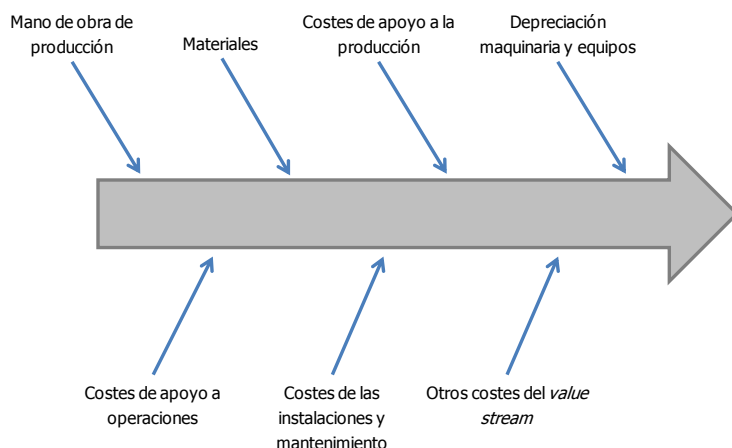 Mano de obra de
producción
Materiales
Costes de apoyo a la
producción
Depreciación
maquinaria y equipos
Costes de apoyo a
operaciones
Costes de las
instalaciones y
mantenimiento
Otros costes del value
stream